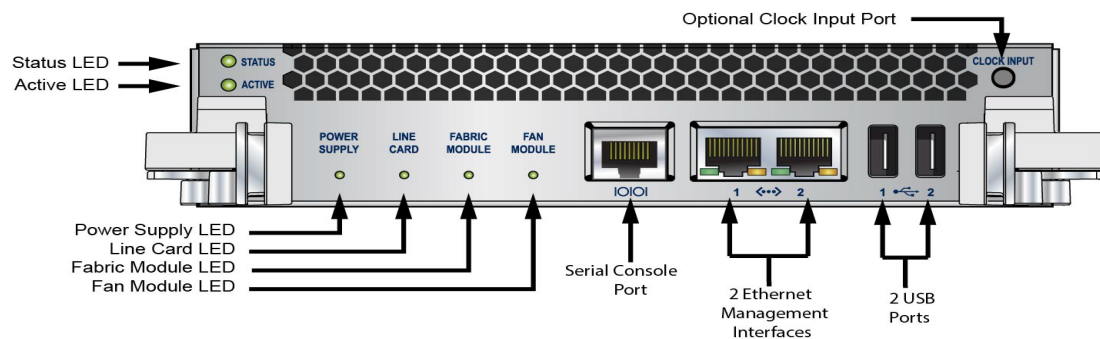 Optional Clock Input Port
Status LED
STATUS
CLOCK INPUT
Active LED
ACTIVE
POWER
SUPPLY
LINE
CARD
FABRIC
MODULE
FAN
MODULE
IOIOI
1 <···> 2
1 2
Power Supply LED
Line Card LED
Fabric Module LED
Fan Module LED
Serial Console
Port
2 Ethernet
Management
Interfaces
2 USB
Ports